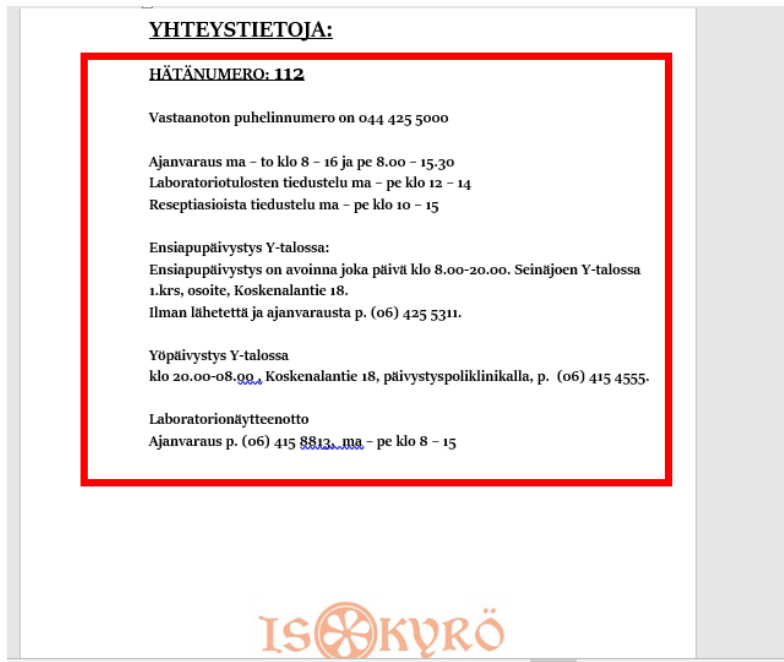 YHTEYSTIETOJA:
HÄTÄNUMERO: 112
Vastaanoton puhelinnumero on 044 425 5000
Ajanvaraus ma – to klo 8 – 16 ja pe 8.00 – 15.30
Laboratoriotulosten tiedustelu ma – pe klo 12 – 14
Reseptiasioista tiedustelu ma – pe klo 10 – 15
Ensiapupäivystys Y-talossa:
Ensiapupäivystys on avoinna joka päivä klo 8.00-20.00. Seinäjoen Y-talossa
1.krs, osoite, Koskenalantie 18.
Ilman lähetettä ja ajanvarausta p. (06) 425 5311.
Yöpäivystys Y-talossa
klo 20.00-08.00 , Koskenalantie 18, päivystyspoliklinikalla, p.  (06) 415 4555.
Laboratorionäytteenotto
Ajanvaraus p. (06) 415 8813,  ma – pe klo 8 – 15
ISOKYRÖ